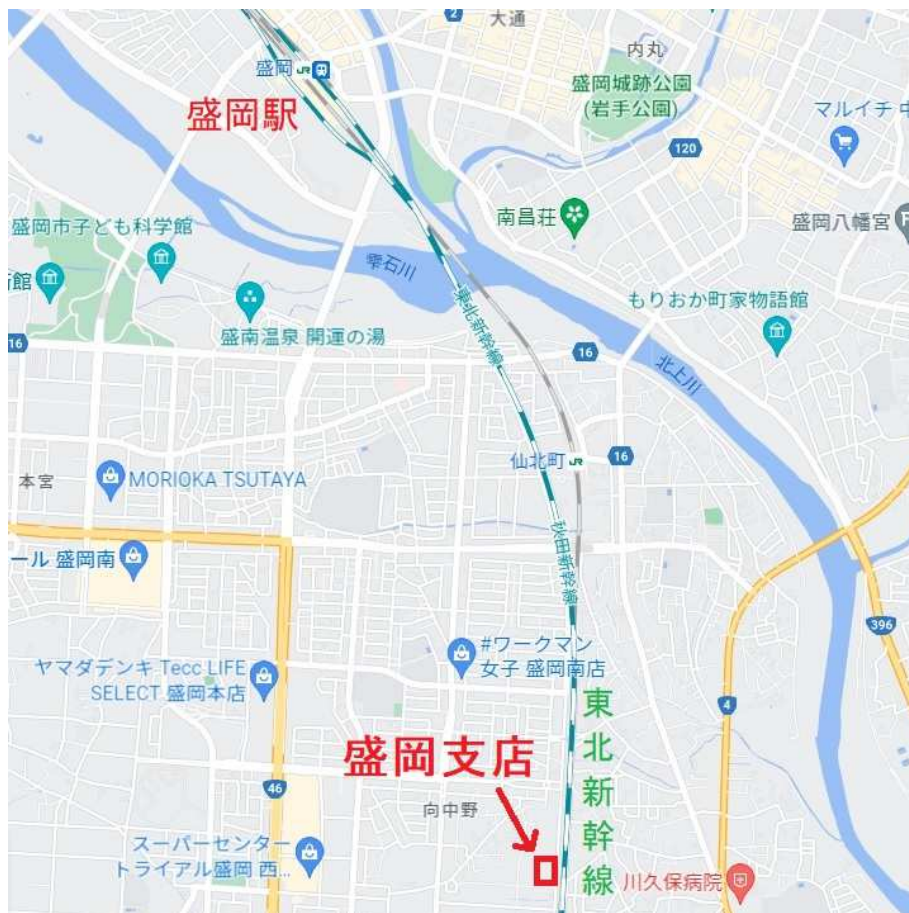 大通
2
盛岡 JR
内丸
盛岡駅
盛岡城跡公園
(岩手公園)
マルイチ 中
120
南昌荘
盛岡八幡宮
盛岡市子ども科学館
館
雫石川
もりおか町家物語館
東北新幹線
盛南温泉 開運の湯
16
16
北上川
仙北町 JR
16
本宮
MORIOKA TSUTAYA
秋田新幹線
ール 盛岡南
396
#ワークマン
女子 盛岡南店
ヤマダデンキ Tecc LIFE
SELECT 盛岡本店
東北新幹線
4
盛岡支店
46
向中野
スーパーセンター
トライアル盛岡 西...
川久保病院